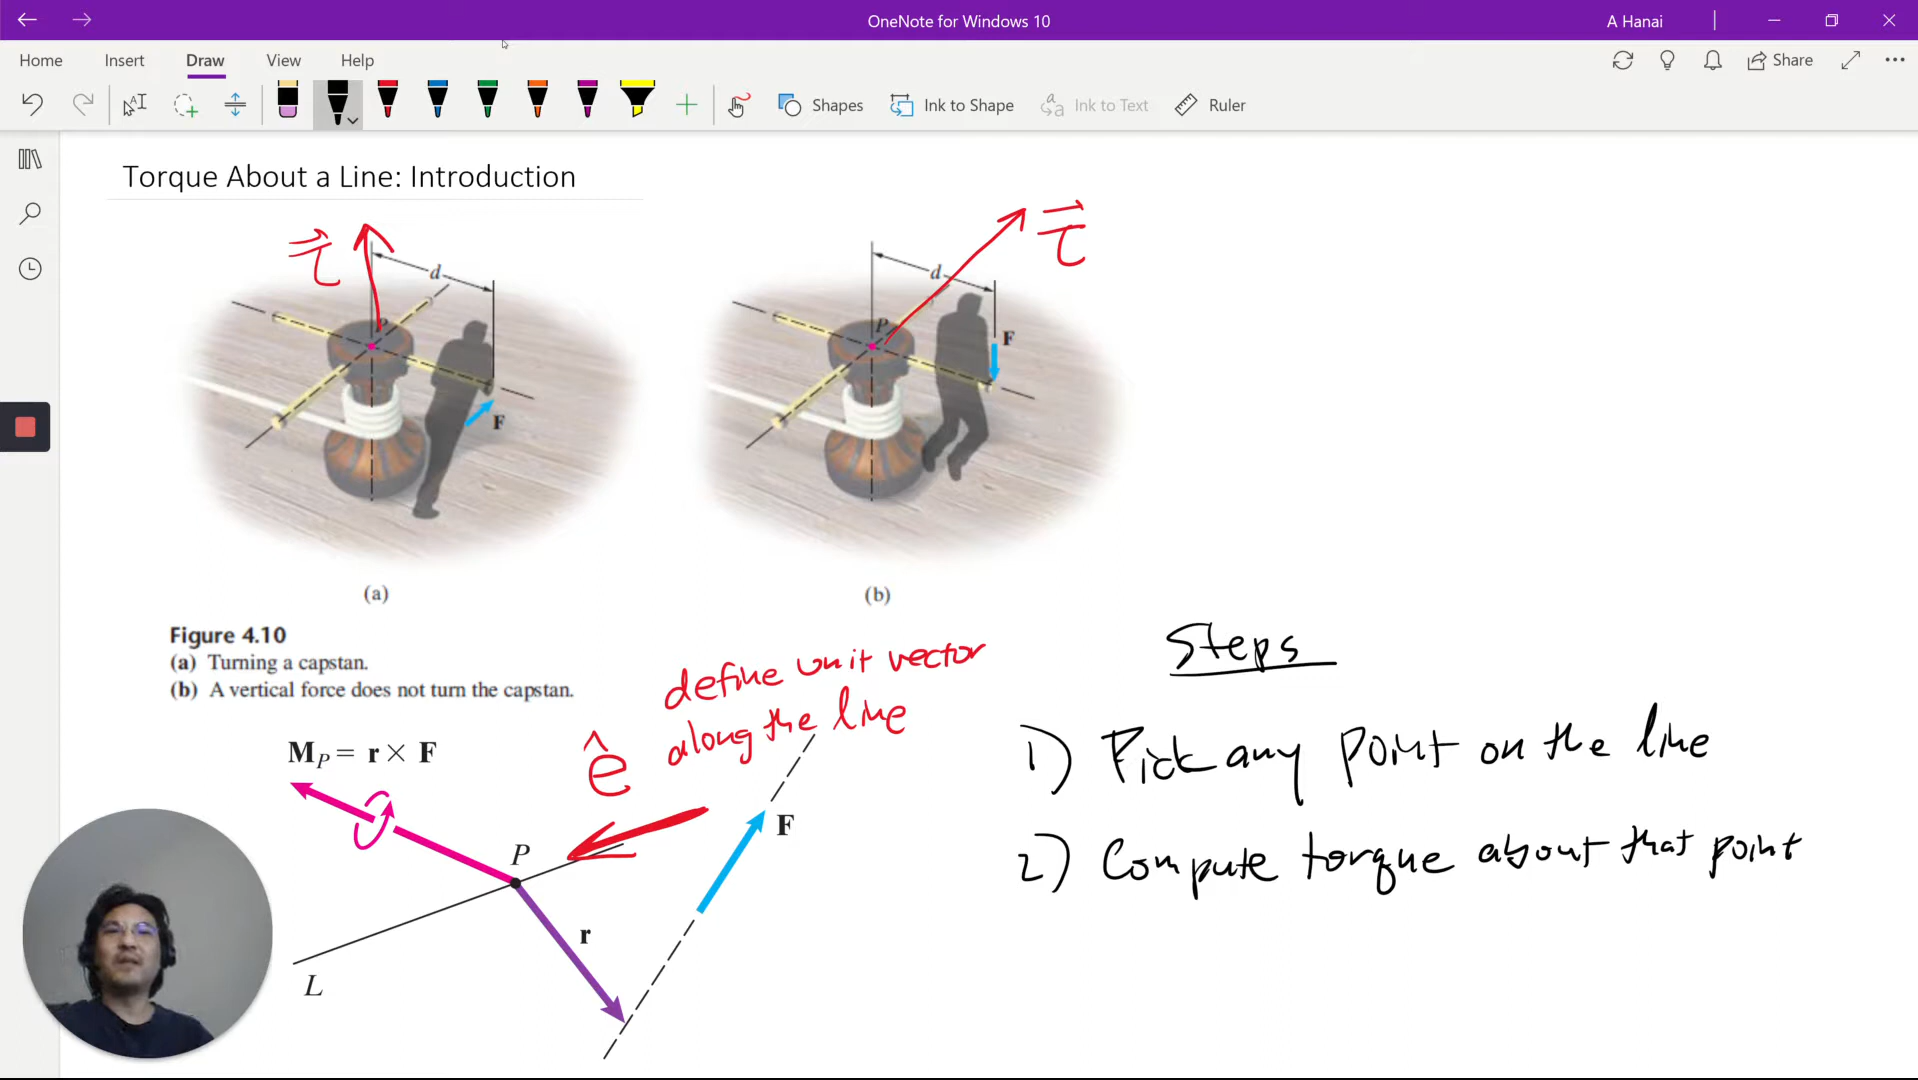 OneNote for Windows 10
A Hanai
Home Insert Draw View Help
Share
Shapes Ink to Shape Ink to Text Ruler
Torque About a Line: Introduction
τ
τ
d
d
P
P
F
F
(a)
(b)
Figure 4.10
(a) Turning a capstan.
(b) A vertical force does not turn the capstan.
define unit vector
along the line
ê
M_P = r × F
P
F
r
L
Steps
1) Pick any point on the line
2) Compute torque about that point